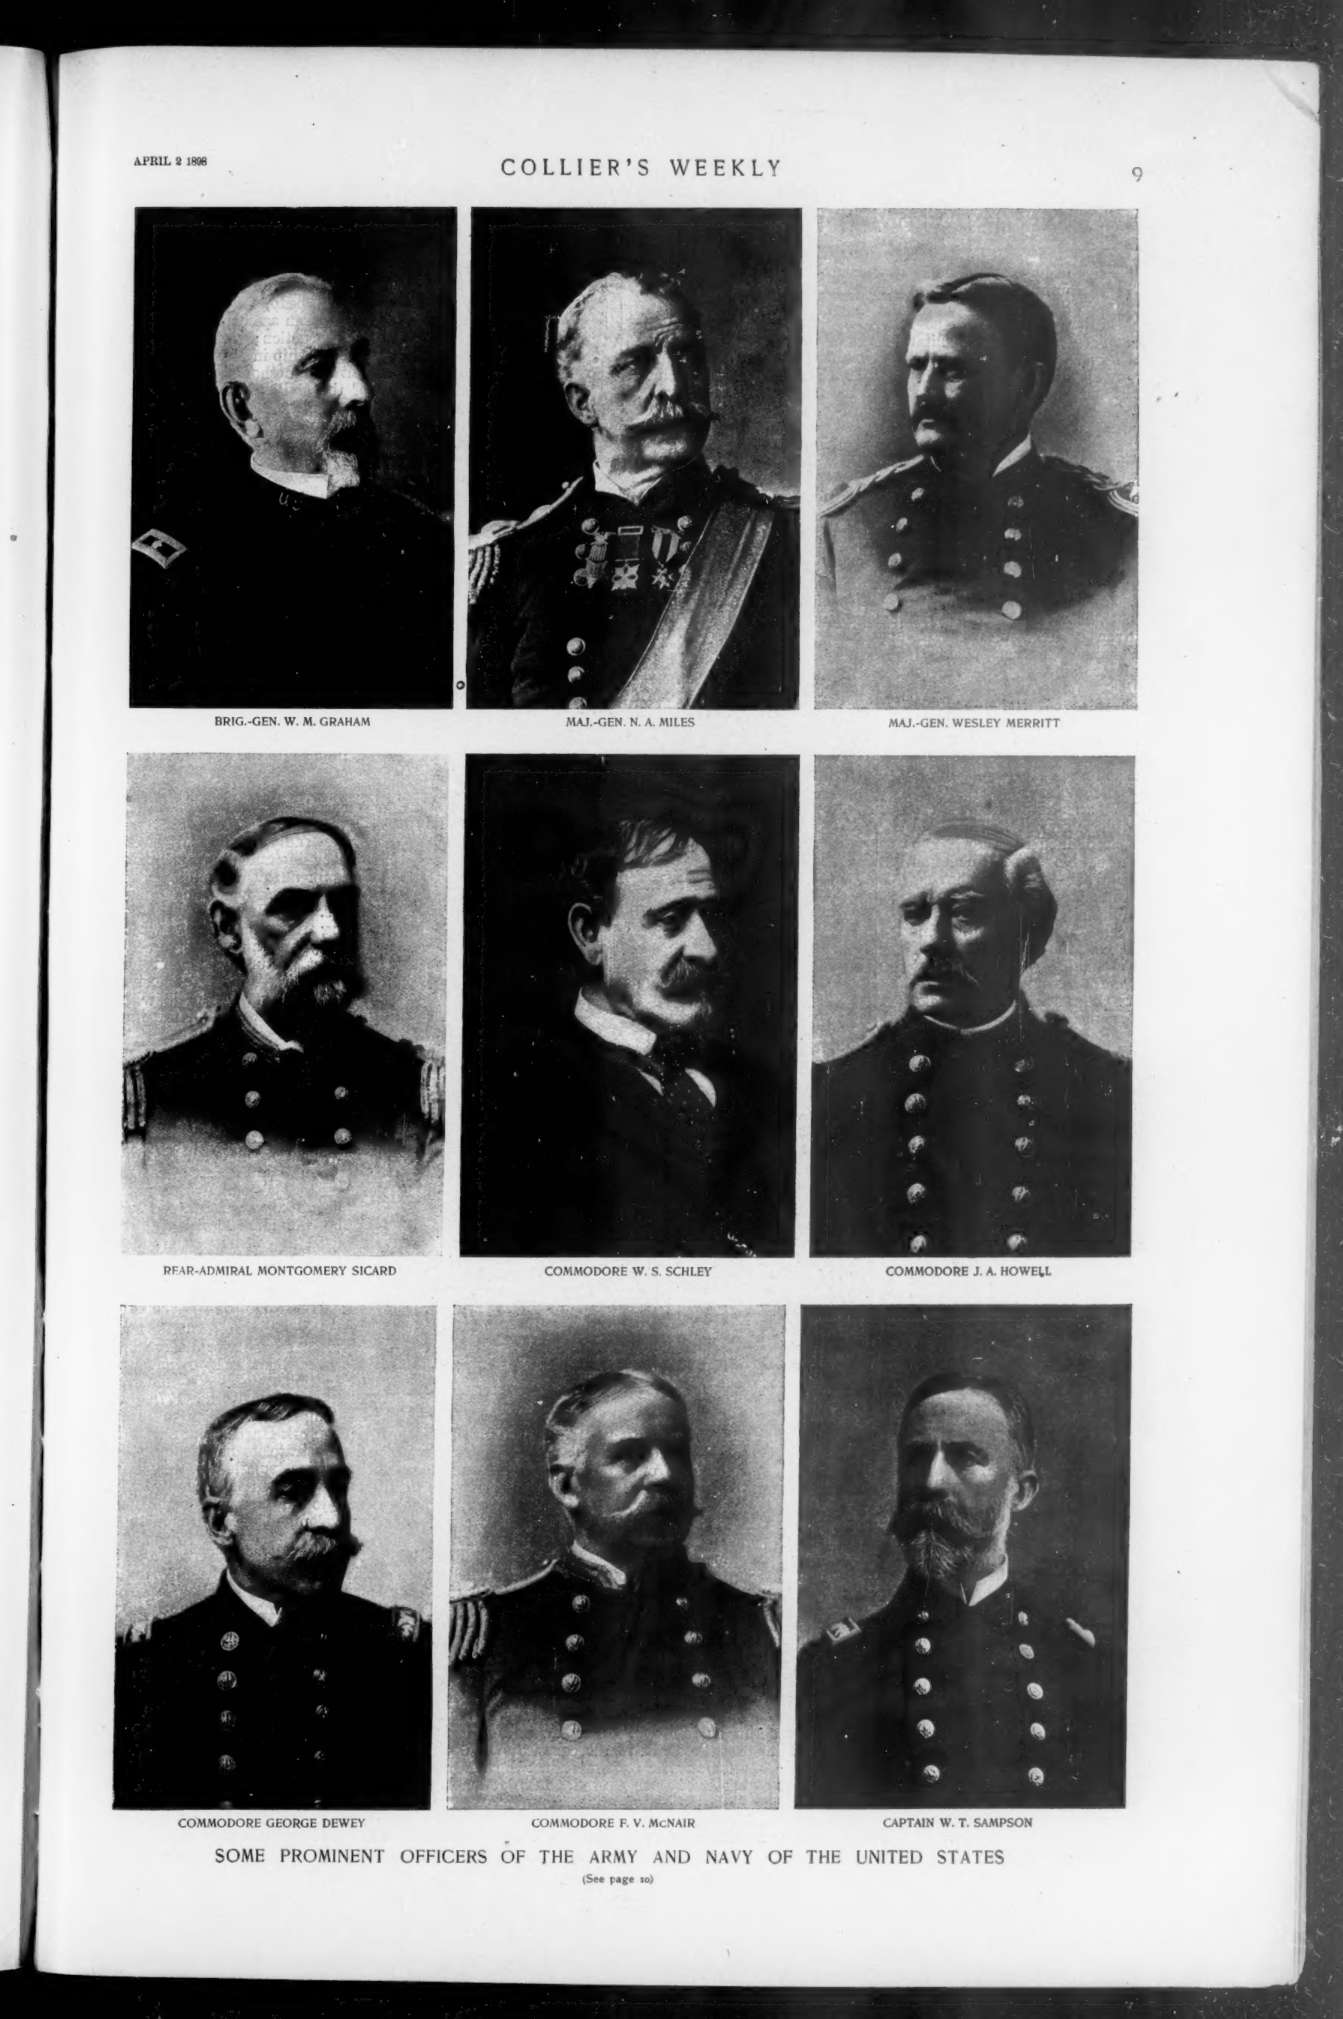 APRIL 2 1898
COLLIER'S WEEKLY
9
BRIG.-GEN. W. M. GRAHAM
MAJ.-GEN. N. A. MILES
MAJ.-GEN. WESLEY MERRITT
REAR-ADMIRAL MONTGOMERY SICARD
COMMODORE W. S. SCHLEY
COMMODORE J. A. HOWELL
COMMODORE GEORGE DEWEY
COMMODORE F. V. McNAIR
CAPTAIN W. T. SAMPSON
SOME PROMINENT OFFICERS OF THE ARMY AND NAVY OF THE UNITED STATES
(See page 10)